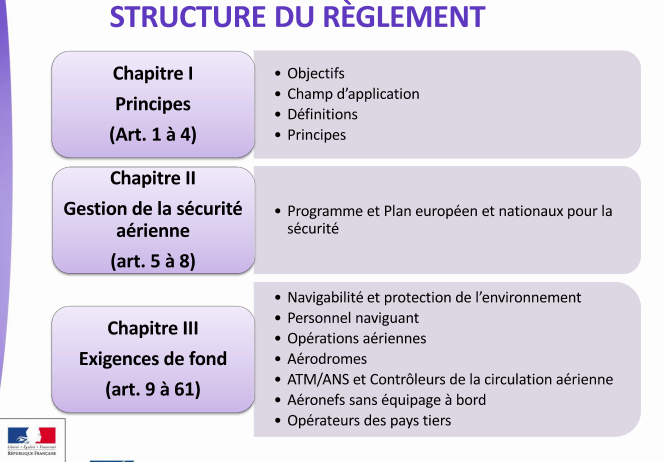 STRUCTURE DU RÈGLEMENT
Chapitre I
Principes
(Art. 1 à 4)
• Objectifs
• Champ d’application
• Définitions
• Principes
Chapitre II
Gestion de la sécurité
aérienne
(art. 5 à 8)
• Programme et Plan européen et nationaux pour la
sécurité
Chapitre III
Exigences de fond
(art. 9 à 61)
• Navigabilité et protection de l’environnement
• Personnel naviguant
• Opérations aériennes
• Aérodromes
• ATM/ANS et Contrôleurs de la circulation aérienne
• Aéronefs sans équipage à bord
• Opérateurs des pays tiers
Liberté • Égalité • Fraternité
RÉPUBLIQUE FRANÇAISE